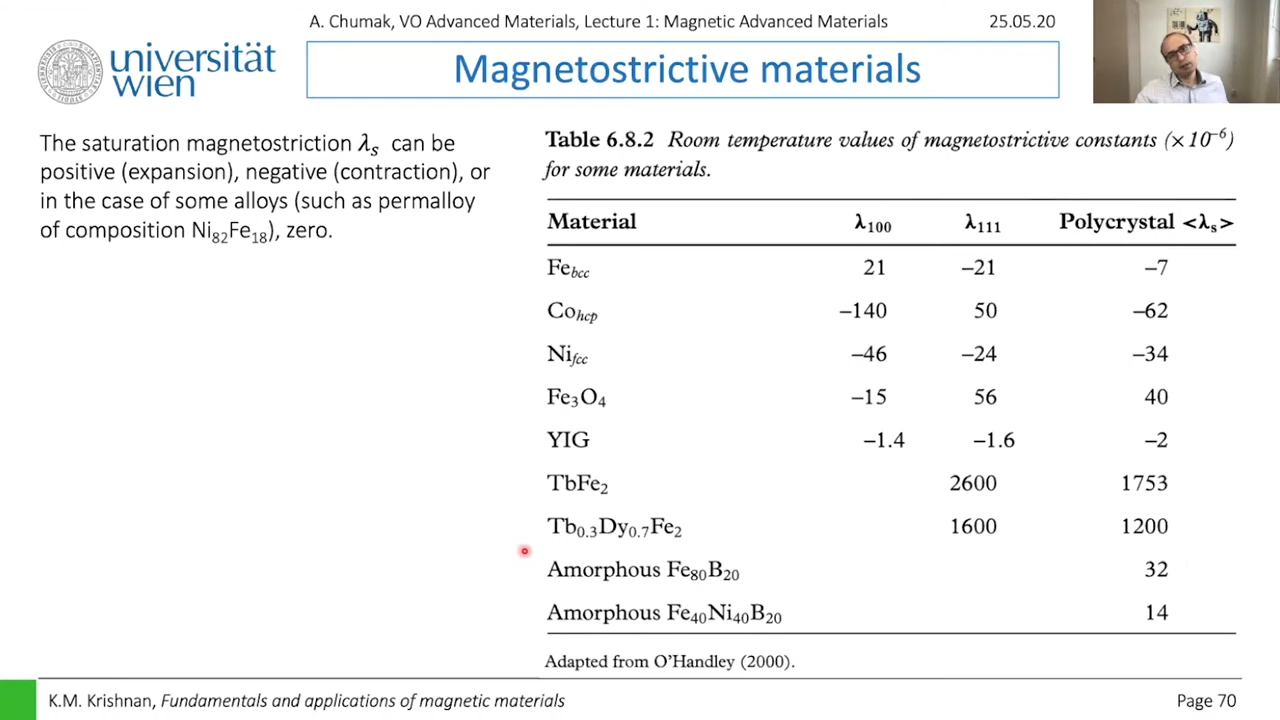 A. Chumak, VO Advanced Materials, Lecture 1: Magnetic Advanced Materials 25.05.20
universität
wien
Magnetostrictive materials
The saturation magnetostriction λₛ can be
positive (expansion), negative (contraction), or
in the case of some alloys (such as permalloy
of composition Ni₈₂Fe₁₈), zero.
Table 6.8.2 Room temperature values of magnetostrictive constants (×10⁻⁶)
for some materials.
Material λ₁₀₀ λ₁₁₁ Polycrystal <λₛ>
Fe_bcc 21 –21 –7
Co_hcp –140 50 –62
Ni_fcc –46 –24 –34
Fe₃O₄ –15 56 40
YIG –1.4 –1.6 –2
TbFe₂ 2600 1753
Tb₀.₃Dy₀.₇Fe₂ 1600 1200
Amorphous Fe₈₀B₂₀ 32
Amorphous Fe₄₀Ni₄₀B₂₀ 14
Adapted from O'Handley (2000).
K.M. Krishnan, Fundamentals and applications of magnetic materials Page 70